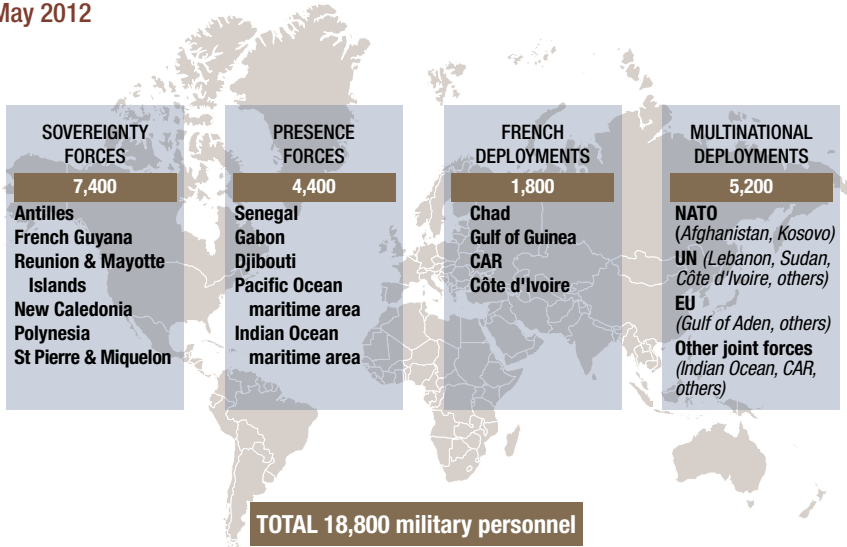 May 2012
SOVEREIGNTY
FORCES
7,400
Antilles
French Guyana
Reunion & Mayotte
Islands
New Caledonia
Polynesia
St Pierre & Miquelon
PRESENCE
FORCES
4,400
Senegal
Gabon
Djibouti
Pacific Ocean
maritime area
Indian Ocean
maritime area
FRENCH
DEPLOYMENTS
1,800
Chad
Gulf of Guinea
CAR
Côte d'Ivoire
MULTINATIONAL
DEPLOYMENTS
5,200
NATO
(Afghanistan, Kosovo)
UN (Lebanon, Sudan,
Côte d'Ivoire, others)
EU
(Gulf of Aden, others)
Other joint forces
(Indian Ocean, CAR,
others)
TOTAL 18,800 military personnel